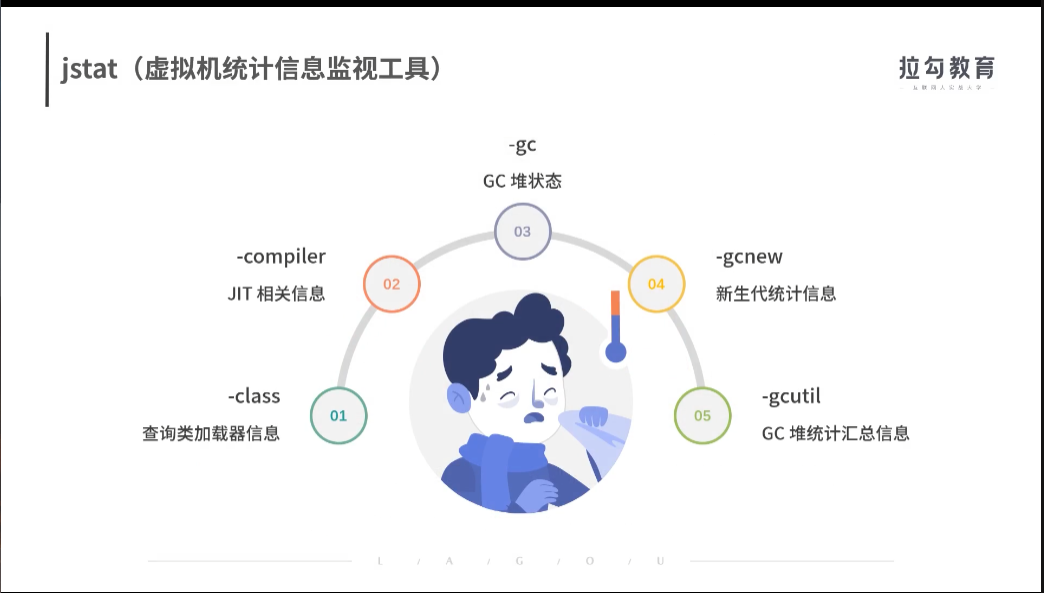 jstat（虚拟机统计信息监视工具）
拉勾教育
-gc
GC 堆状态
03
-compiler
JIT 相关信息
02
-gcnew
新生代统计信息
04
-class
查询类加载器信息
01
-gcutil
GC 堆统计汇总信息
05
L / A / G / O / U